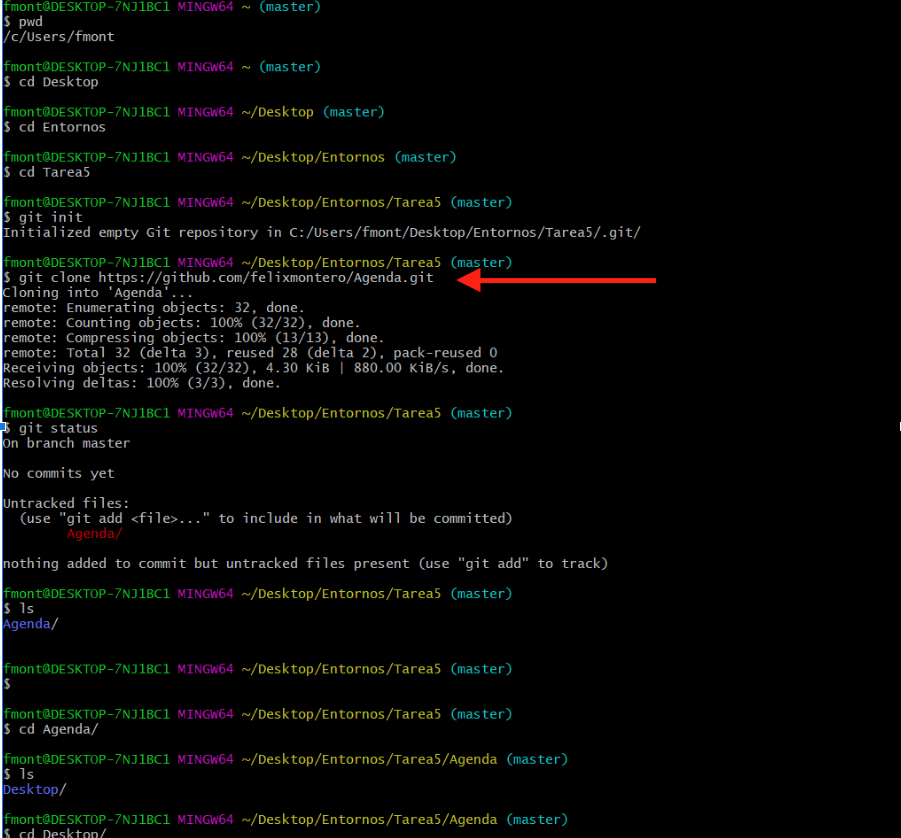 fmont@DESKTOP-7NJ1BC1 MINGW64 ~ (master)
$ pwd
/c/Users/fmont
fmont@DESKTOP-7NJ1BC1 MINGW64 ~ (master)
$ cd Desktop
fmont@DESKTOP-7NJ1BC1 MINGW64 ~/Desktop (master)
$ cd Entornos
fmont@DESKTOP-7NJ1BC1 MINGW64 ~/Desktop/Entornos (master)
$ cd Tarea5
fmont@DESKTOP-7NJ1BC1 MINGW64 ~/Desktop/Entornos/Tarea5 (master)
$ git init
Initialized empty Git repository in C:/Users/fmont/Desktop/Entornos/Tarea5/.git/
fmont@DESKTOP-7NJ1BC1 MINGW64 ~/Desktop/Entornos/Tarea5 (master)
$ git clone https://github.com/felixmontero/Agenda.git
Cloning into 'Agenda'...
remote: Enumerating objects: 32, done.
remote: Counting objects: 100% (32/32), done.
remote: Compressing objects: 100% (13/13), done.
remote: Total 32 (delta 3), reused 28 (delta 2), pack-reused 0
Receiving objects: 100% (32/32), 4.30 KiB | 880.00 KiB/s, done.
Resolving deltas: 100% (3/3), done.
fmont@DESKTOP-7NJ1BC1 MINGW64 ~/Desktop/Entornos/Tarea5 (master)
$ git status
On branch master
No commits yet
Untracked files:
(use "git add <file>..." to include in what will be committed)
Agenda/
nothing added to commit but untracked files present (use "git add" to track)
fmont@DESKTOP-7NJ1BC1 MINGW64 ~/Desktop/Entornos/Tarea5 (master)
$ ls
Agenda/
fmont@DESKTOP-7NJ1BC1 MINGW64 ~/Desktop/Entornos/Tarea5 (master)
$
fmont@DESKTOP-7NJ1BC1 MINGW64 ~/Desktop/Entornos/Tarea5 (master)
$ cd Agenda/
fmont@DESKTOP-7NJ1BC1 MINGW64 ~/Desktop/Entornos/Tarea5/Agenda (master)
$ ls
Desktop/
fmont@DESKTOP-7NJ1BC1 MINGW64 ~/Desktop/Entornos/Tarea5/Agenda (master)
$ cd Desktop/